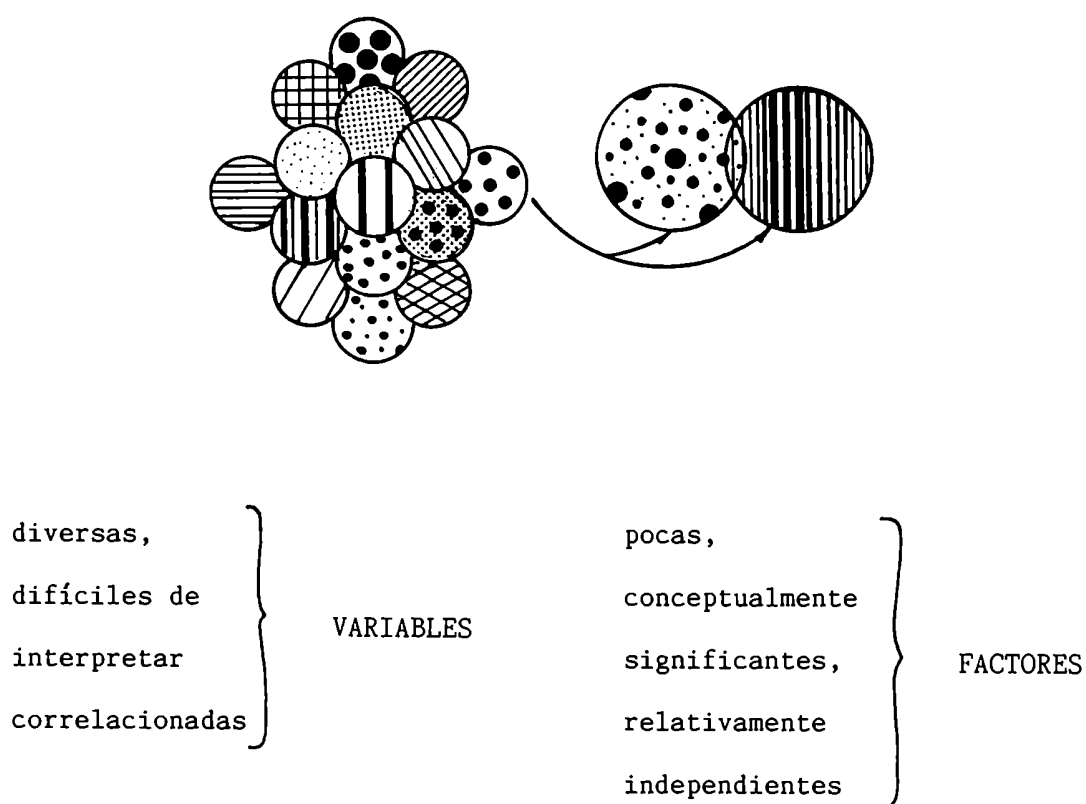 diversas,
difíciles de
interpretar
correlacionadas
VARIABLES
pocas,
conceptualmente
significantes,
relativamente
independientes
FACTORES